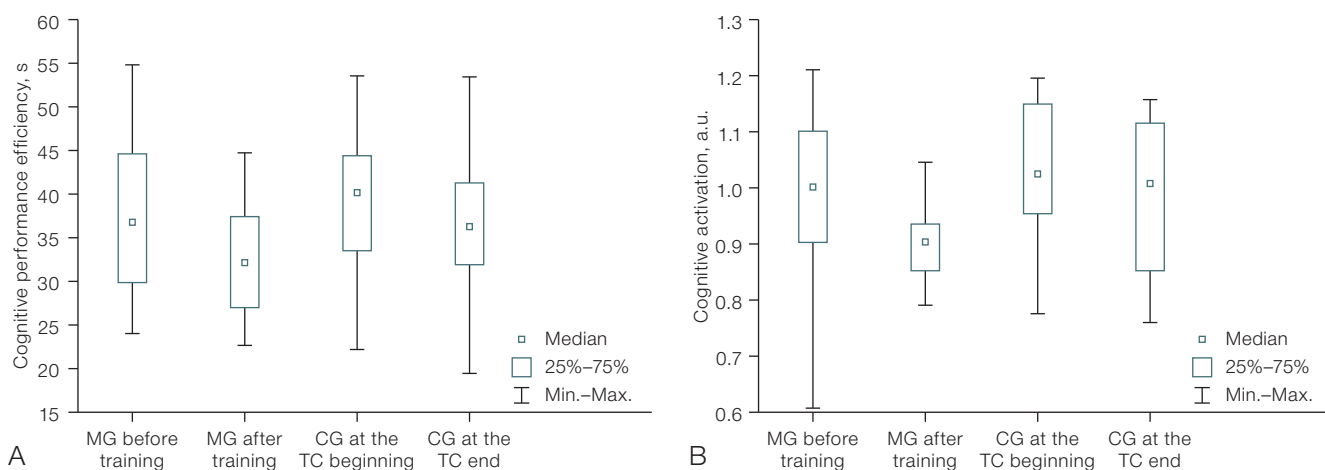 Cognitive performance efficiency, s
60
55
50
45
40
35
30
25
20
15
Median
25%–75%
Min.–Max.
MG before
training
MG after
training
CG at the
TC beginning
CG at the
TC end
A
Cognitive activation, a.u.
1.3
1.2
1.1
1.0
0.9
0.8
0.7
0.6
Median
25%–75%
Min.–Max.
MG before
training
MG after
training
CG at the
TC beginning
CG at the
TC end
B